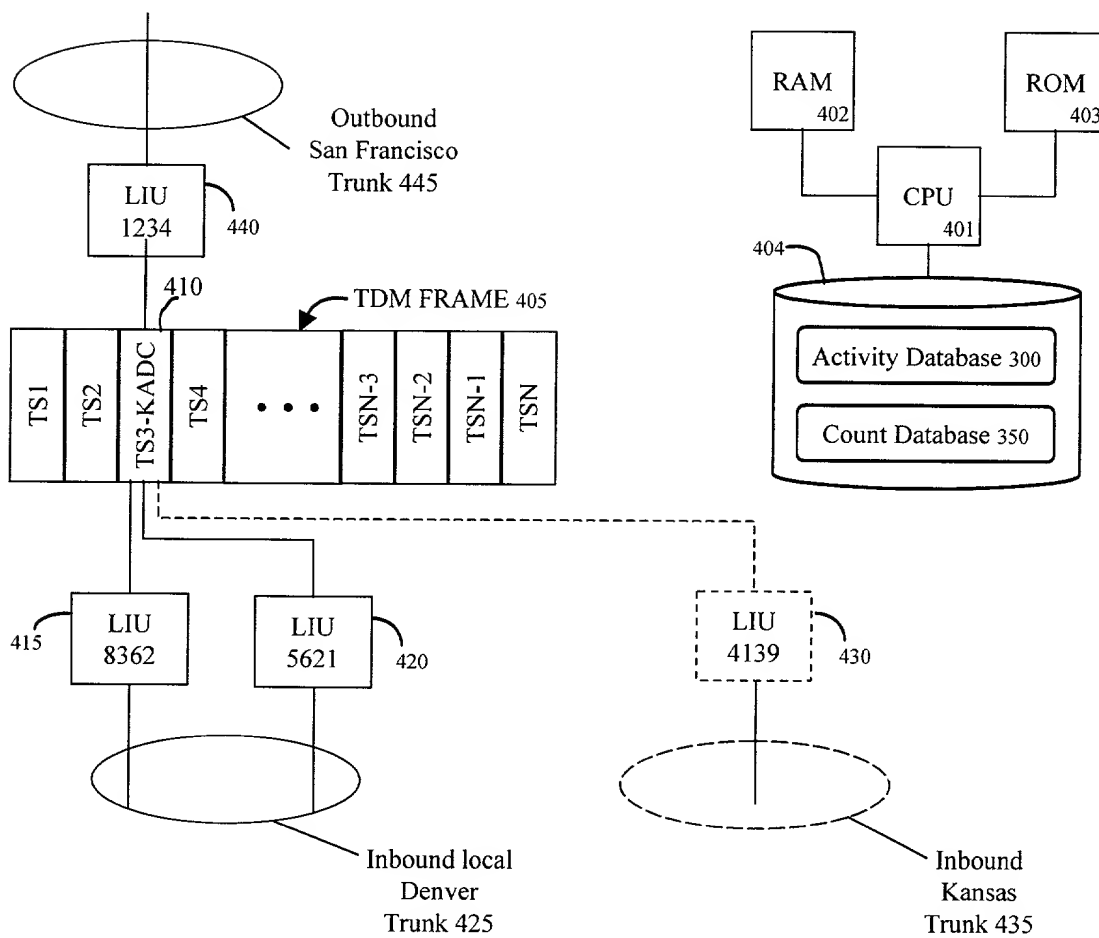 Outbound
San Francisco
Trunk 445
LIU
1234
440
RAM
402
ROM
403
CPU
401
404
Activity Database 300
Count Database 350
410
TDM FRAME 405
TS1
TS2
TS3-KADC
TS4
• • •
TSN-3
TSN-2
TSN-1
TSN
415
LIU
8362
LIU
5621
420
LIU
4139
430
Inbound local
Denver
Trunk 425
Inbound
Kansas
Trunk 435